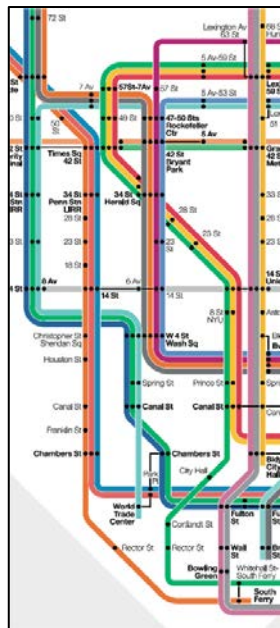 72 St
Lexington Av
53 St
5 Av-59 St
7 Av
57St-7Av
57 St
50
St
49 St
47-50 Sts
Rockefeller
Ctr
5 Av-53 St
Times Sq
42 St
5 Av
42 St
Bryant
Park
34 St
Penn Stn
LIRR
34 St
Herald Sq
28 St
28 St
23 St
23 St
23
St
18 St
8 Av
6 Av
14 St
14 St
14 St
8 St
NYU
Christopher St
Sheridan Sq
W 4 St
Wash Sq
Houston St
Spring St
Prince St
Canal St
Canal St
Canal St
Franklin St
Chambers St
Chambers St
City Hall
Park
Pl
World
Trade
Center
Fulton
St
Cortlandt St
Rector St
Rector St
Wall
St
Bowling
Green
Whitehall St-
South Ferry
South
Ferry